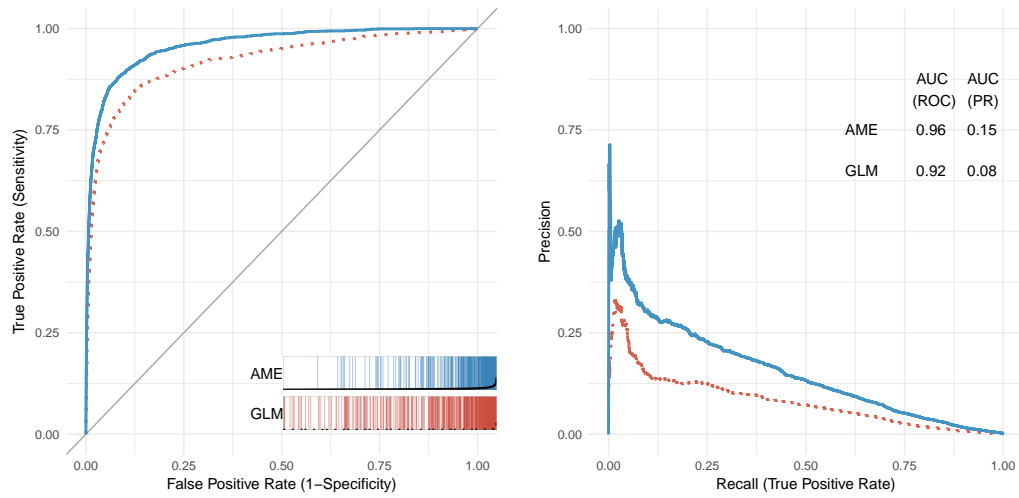 1.00
0.75
0.50
0.25
0.00
True Positive Rate (Sensitivity)
AME
GLM
0.00 0.25 0.50 0.75 1.00
False Positive Rate (1−Specificity)
1.00
0.75
0.50
0.25
0.00
Precision
AUC AUC
(ROC) (PR)
AME 0.96 0.15
GLM 0.92 0.08
0.00 0.25 0.50 0.75 1.00
Recall (True Positive Rate)